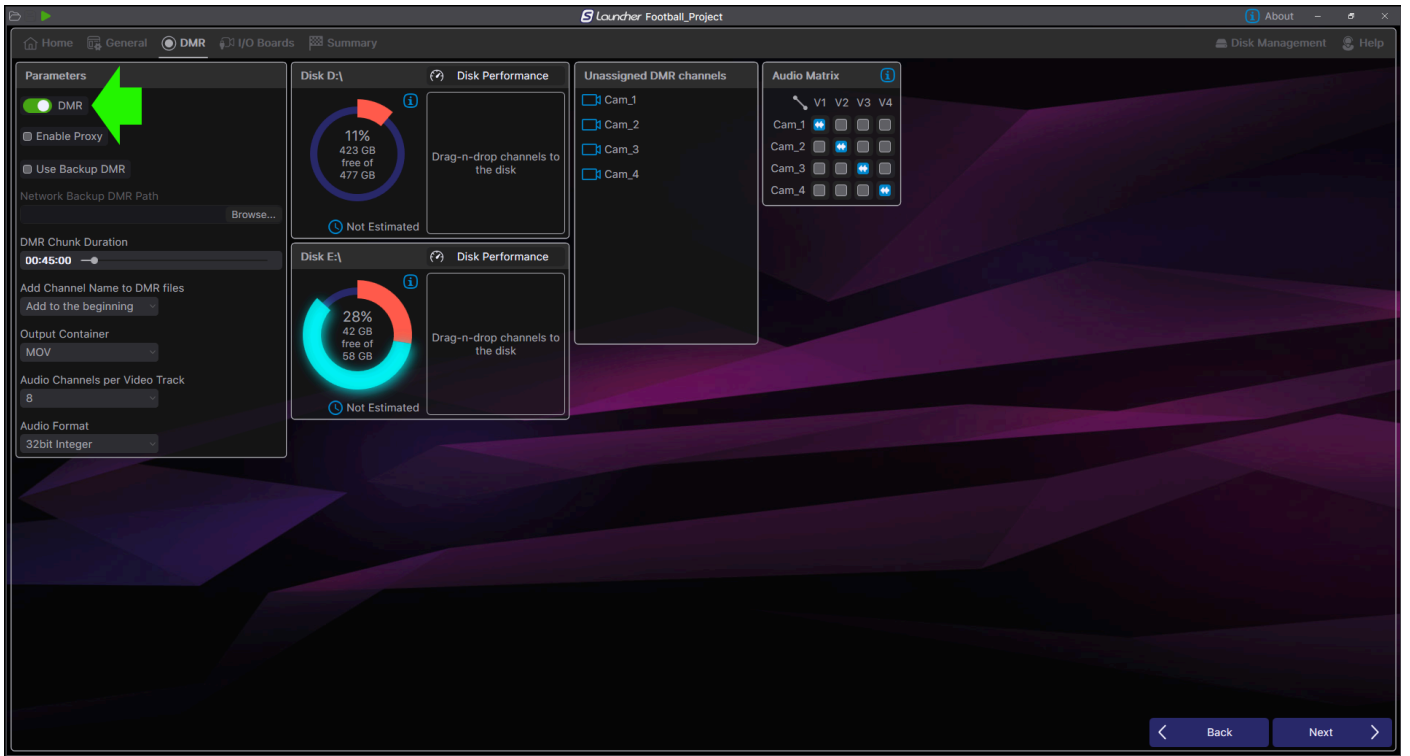 S Launcher Football_Project
About
Home
General
DMR
I/O Boards
Summary
Disk Management
Help
Parameters
DMR
Enable Proxy
Use Backup DMR
Network Backup DMR Path
Browse...
DMR Chunk Duration
00:45:00
Add Channel Name to DMR files
Add to the beginning
Output Container
MOV
Audio Channels per Video Track
8
Audio Format
32bit Integer
Disk D:\
Disk Performance
11%
423 GB
free of
477 GB
Not Estimated
Drag-n-drop channels to
the disk
Disk E:\
Disk Performance
28%
42 GB
free of
58 GB
Not Estimated
Drag-n-drop channels to
the disk
Unassigned DMR channels
Cam_1
Cam_2
Cam_3
Cam_4
Audio Matrix
V1 V2 V3 V4
Cam_1
Cam_2
Cam_3
Cam_4
Back
Next